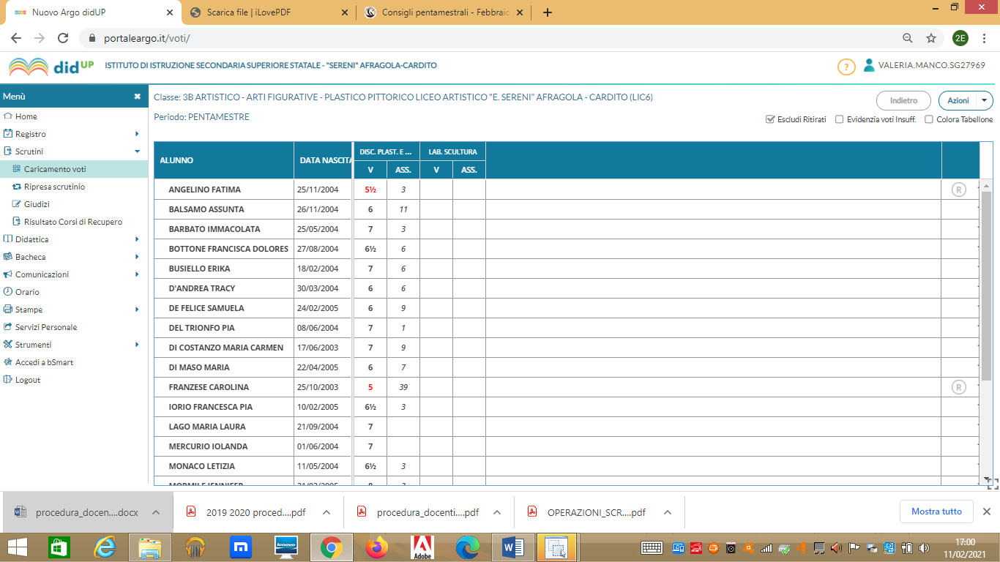 Nuovo Argo didUP
Scarica file | iLovePDF
Consigli pentamestrali - Febbraio
portaleargo.it/voti/
2E
didUP
ISTITUTO DI ISTRUZIONE SECONDARIA SUPERIORE STATALE - "SERENI" AFRAGOLA-CARDITO
?
VALERIA.MANCO.SG27969
Menù
Home
Registro
Scrutini
Caricamento voti
Ripresa scrutinio
Giudizi
Risultato Corsi di Recupero
Didattica
Bacheca
Comunicazioni
Orario
Stampe
Servizi Personale
Strumenti
Accedi a bSmart
Logout
Classe: 3B ARTISTICO - ARTI FIGURATIVE - PLASTICO PITTORICO LICEO ARTISTICO "E. SERENI" AFRAGOLA - CARDITO (LIC6)
Periodo: PENTAMESTRE
Indietro
Azioni
Escludi Ritirati
Evidenzia voti Insuff.
Colora Tabellone
ALUNNO DATA NASCITA DISC. PLAST. E ... LAB. SCULTURA
V ASS. V ASS.
ANGELINO FATIMA 25/11/2004 5½ 3 R
BALSAMO ASSUNTA 26/11/2004 6 11
BARBATO IMMACOLATA 25/05/2004 7 3
BOTTONE FRANCISCA DOLORES 27/08/2004 6½ 6
BUSIELLO ERIKA 18/02/2004 7 6
D'ANDREA TRACY 30/03/2004 6 6
DE FELICE SAMUELA 24/02/2005 6 9
DEL TRIONFO PIA 08/06/2004 7 1
DI COSTANZO MARIA CARMEN 17/06/2003 7 9
DI MASO MARIA 22/04/2005 6 7
FRANZESE CAROLINA 25/10/2003 5 39 R
IORIO FRANCESCA PIA 10/02/2005 6½ 3
LAGO MARIA LAURA 21/09/2004 7
MERCURIO IOLANDA 01/06/2004 7
MONACO LETIZIA 11/05/2004 6½ 3
procedura_docen....docx
2019 2020 proced....pdf
procedura_docenti....pdf
OPERAZIONI_SCR....pdf
Mostra tutto
lenovo
Adobe
17:00
11/02/2021